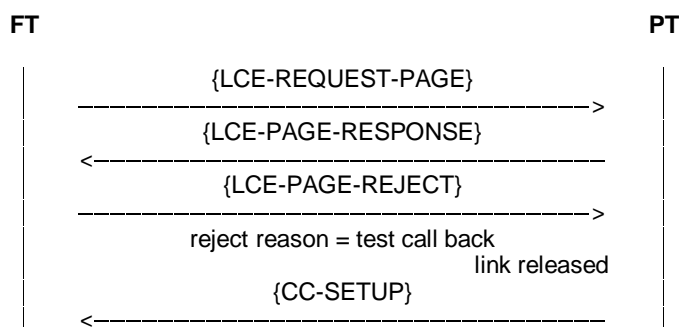 FT PT
{LCE-REQUEST-PAGE}
{LCE-PAGE-RESPONSE}
{LCE-PAGE-REJECT}
reject reason = test call back
link released
{CC-SETUP}